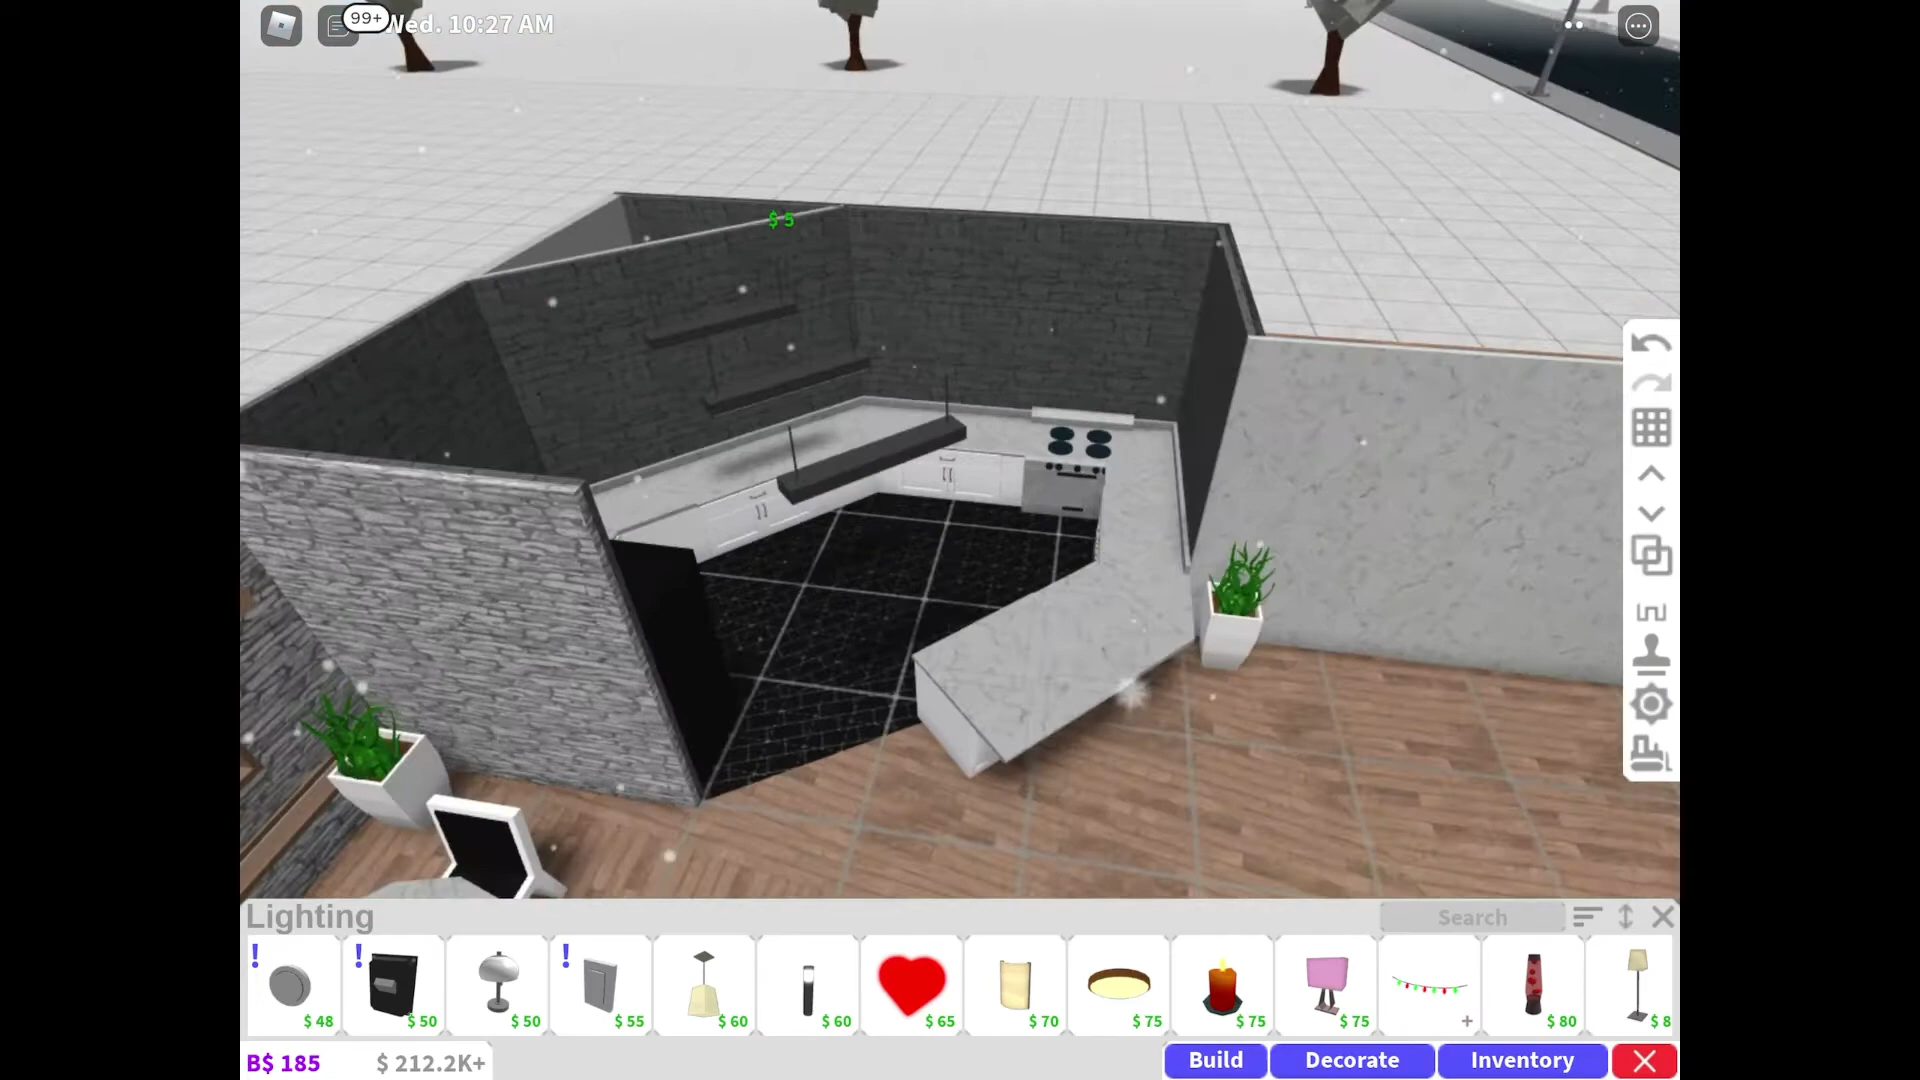 99+
Wed. 10:27 AM
$ 5
Lighting
Search
! ! !
$ 48 $ 50 $ 50 $ 55 $ 60 $ 60 $ 65 $ 70 $ 75 $ 75 $ 75 + $ 80 $ 8
B$ 185 $ 212.2K+ Build Decorate Inventory